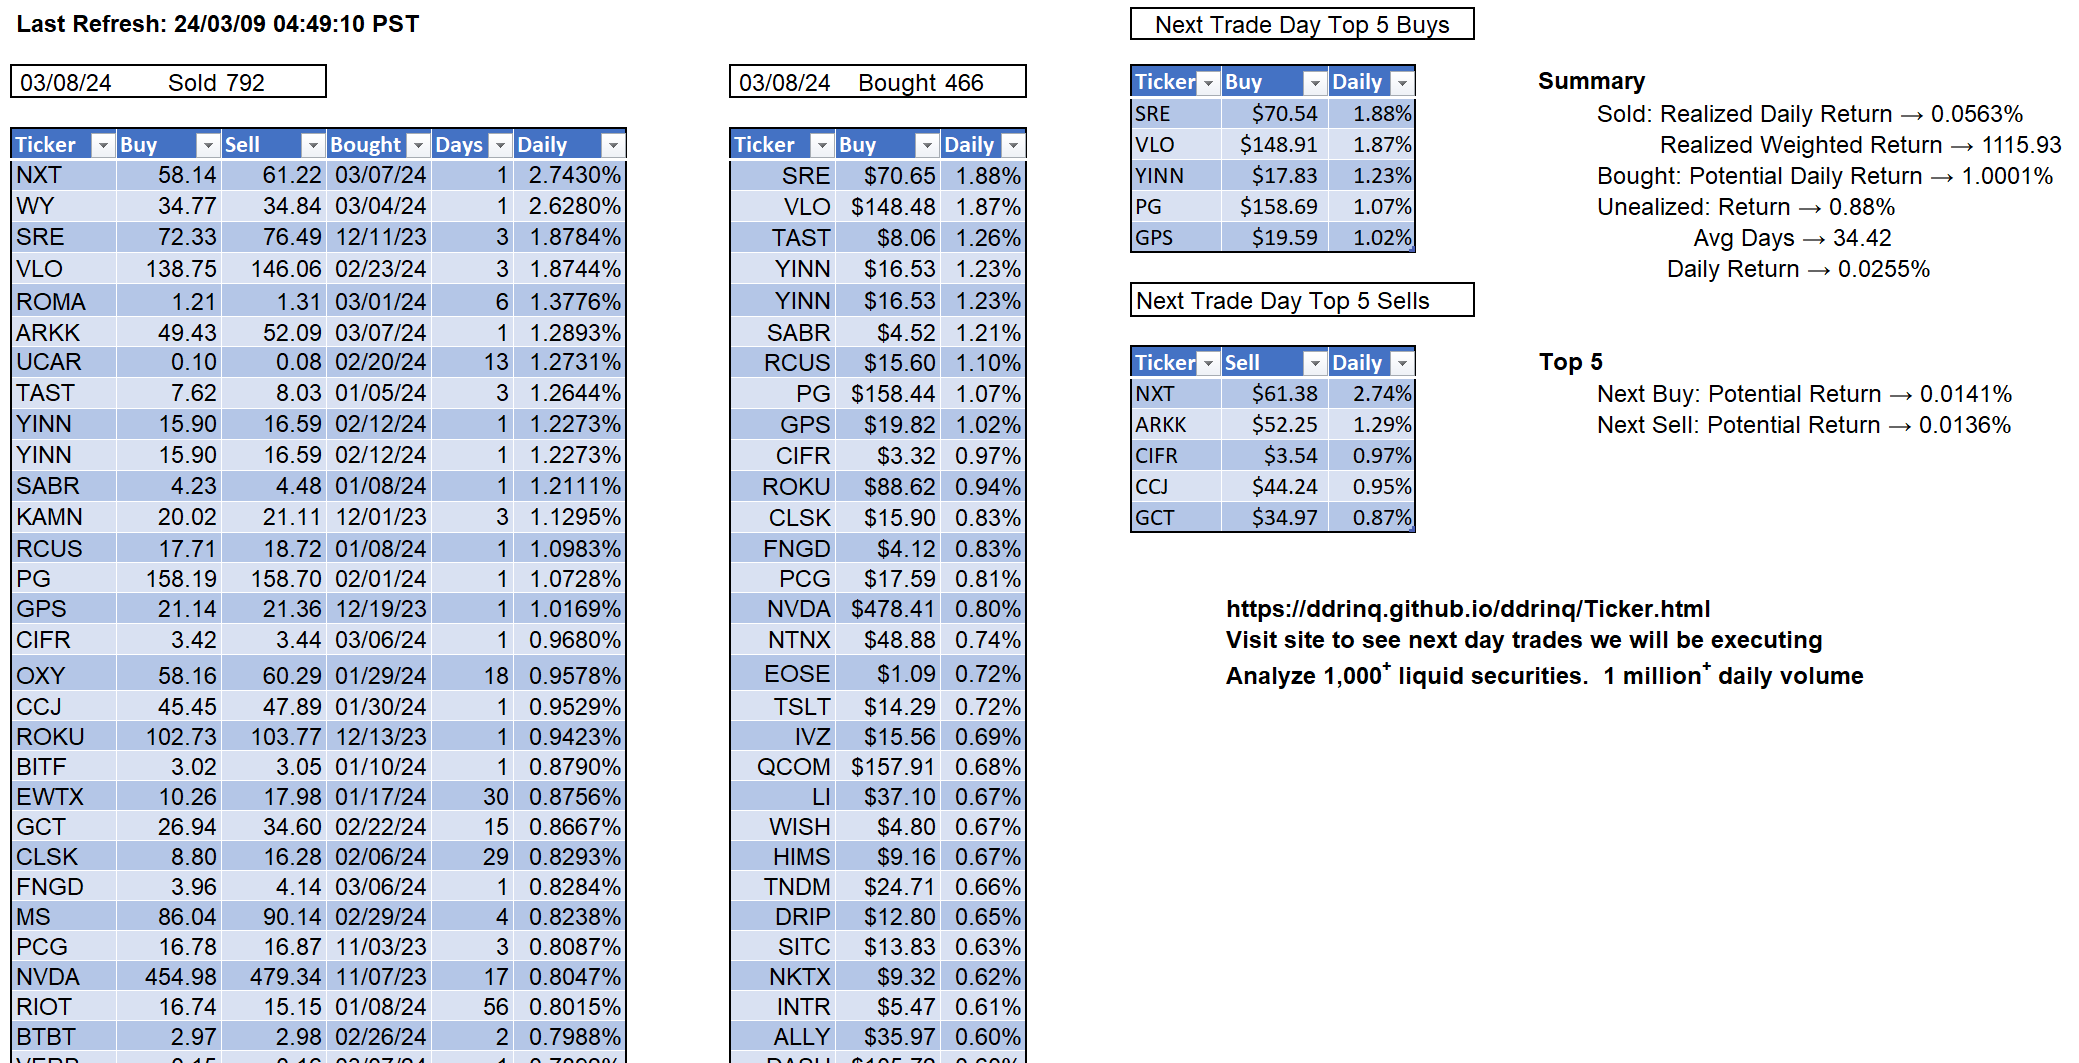 Last Refresh: 24/03/09 04:49:10 PST
03/08/24 Sold 792
Ticker Buy Sell Bought Days Daily
NXT 58.14 61.22 03/07/24 1 2.7430%
WY 34.77 34.84 03/04/24 1 2.6280%
SRE 72.33 76.49 12/11/23 3 1.8784%
VLO 138.75 146.06 02/23/24 3 1.8744%
ROMA 1.21 1.31 03/01/24 6 1.3776%
ARKK 49.43 52.09 03/07/24 1 1.2893%
UCAR 0.10 0.08 02/20/24 13 1.2731%
TAST 7.62 8.03 01/05/24 3 1.2644%
YINN 15.90 16.59 02/12/24 1 1.2273%
YINN 15.90 16.59 02/12/24 1 1.2273%
SABR 4.23 4.48 01/08/24 1 1.2111%
KAMN 20.02 21.11 12/01/23 3 1.1295%
RCUS 17.71 18.72 01/08/24 1 1.0983%
PG 158.19 158.70 02/01/24 1 1.0728%
GPS 21.14 21.36 12/19/23 1 1.0169%
CIFR 3.42 3.44 03/06/24 1 0.9680%
OXY 58.16 60.29 01/29/24 18 0.9578%
CCJ 45.45 47.89 01/30/24 1 0.9529%
ROKU 102.73 103.77 12/13/23 1 0.9423%
BITF 3.02 3.05 01/10/24 1 0.8790%
EWTX 10.26 17.98 01/17/24 30 0.8756%
GCT 26.94 34.60 02/22/24 15 0.8667%
CLSK 8.80 16.28 02/06/24 29 0.8293%
FNGD 3.96 4.14 03/06/24 1 0.8284%
MS 86.04 90.14 02/29/24 4 0.8238%
PCG 16.78 16.87 11/03/23 3 0.8087%
NVDA 454.98 479.34 11/07/23 17 0.8047%
RIOT 16.74 15.15 01/08/24 56 0.8015%
BTBT 2.97 2.98 02/26/24 2 0.7988%
03/08/24 Bought 466
Ticker Buy Daily
SRE $70.65 1.88%
VLO $148.48 1.87%
TAST $8.06 1.26%
YINN $16.53 1.23%
YINN $16.53 1.23%
SABR $4.52 1.21%
RCUS $15.60 1.10%
PG $158.44 1.07%
GPS $19.82 1.02%
CIFR $3.32 0.97%
ROKU $88.62 0.94%
CLSK $15.90 0.83%
FNGD $4.12 0.83%
PCG $17.59 0.81%
NVDA $478.41 0.80%
NTNX $48.88 0.74%
EOSE $1.09 0.72%
TSLT $14.29 0.72%
IVZ $15.56 0.69%
QCOM $157.91 0.68%
LI $37.10 0.67%
WISH $4.80 0.67%
HIMS $9.16 0.67%
TNDM $24.71 0.66%
DRIP $12.80 0.65%
SITC $13.83 0.63%
NKTX $9.32 0.62%
INTR $5.47 0.61%
ALLY $35.97 0.60%
Next Trade Day Top 5 Buys
Ticker Buy Daily
SRE $70.54 1.88%
VLO $148.91 1.87%
YINN $17.83 1.23%
PG $158.69 1.07%
GPS $19.59 1.02%
Next Trade Day Top 5 Sells
Ticker Sell Daily
NXT $61.38 2.74%
ARKK $52.25 1.29%
CIFR $3.54 0.97%
CCJ $44.24 0.95%
GCT $34.97 0.87%
Summary
Sold: Realized Daily Return → 0.0563%
Realized Weighted Return → 1115.93
Bought: Potential Daily Return → 1.0001%
Unealized: Return → 0.88%
Avg Days → 34.42
Daily Return → 0.0255%
Top 5
Next Buy: Potential Return → 0.0141%
Next Sell: Potential Return → 0.0136%
https://ddrinq.github.io/ddrinq/Ticker.html
Visit site to see next day trades we will be executing
Analyze 1,000+ liquid securities. 1 million+ daily volume